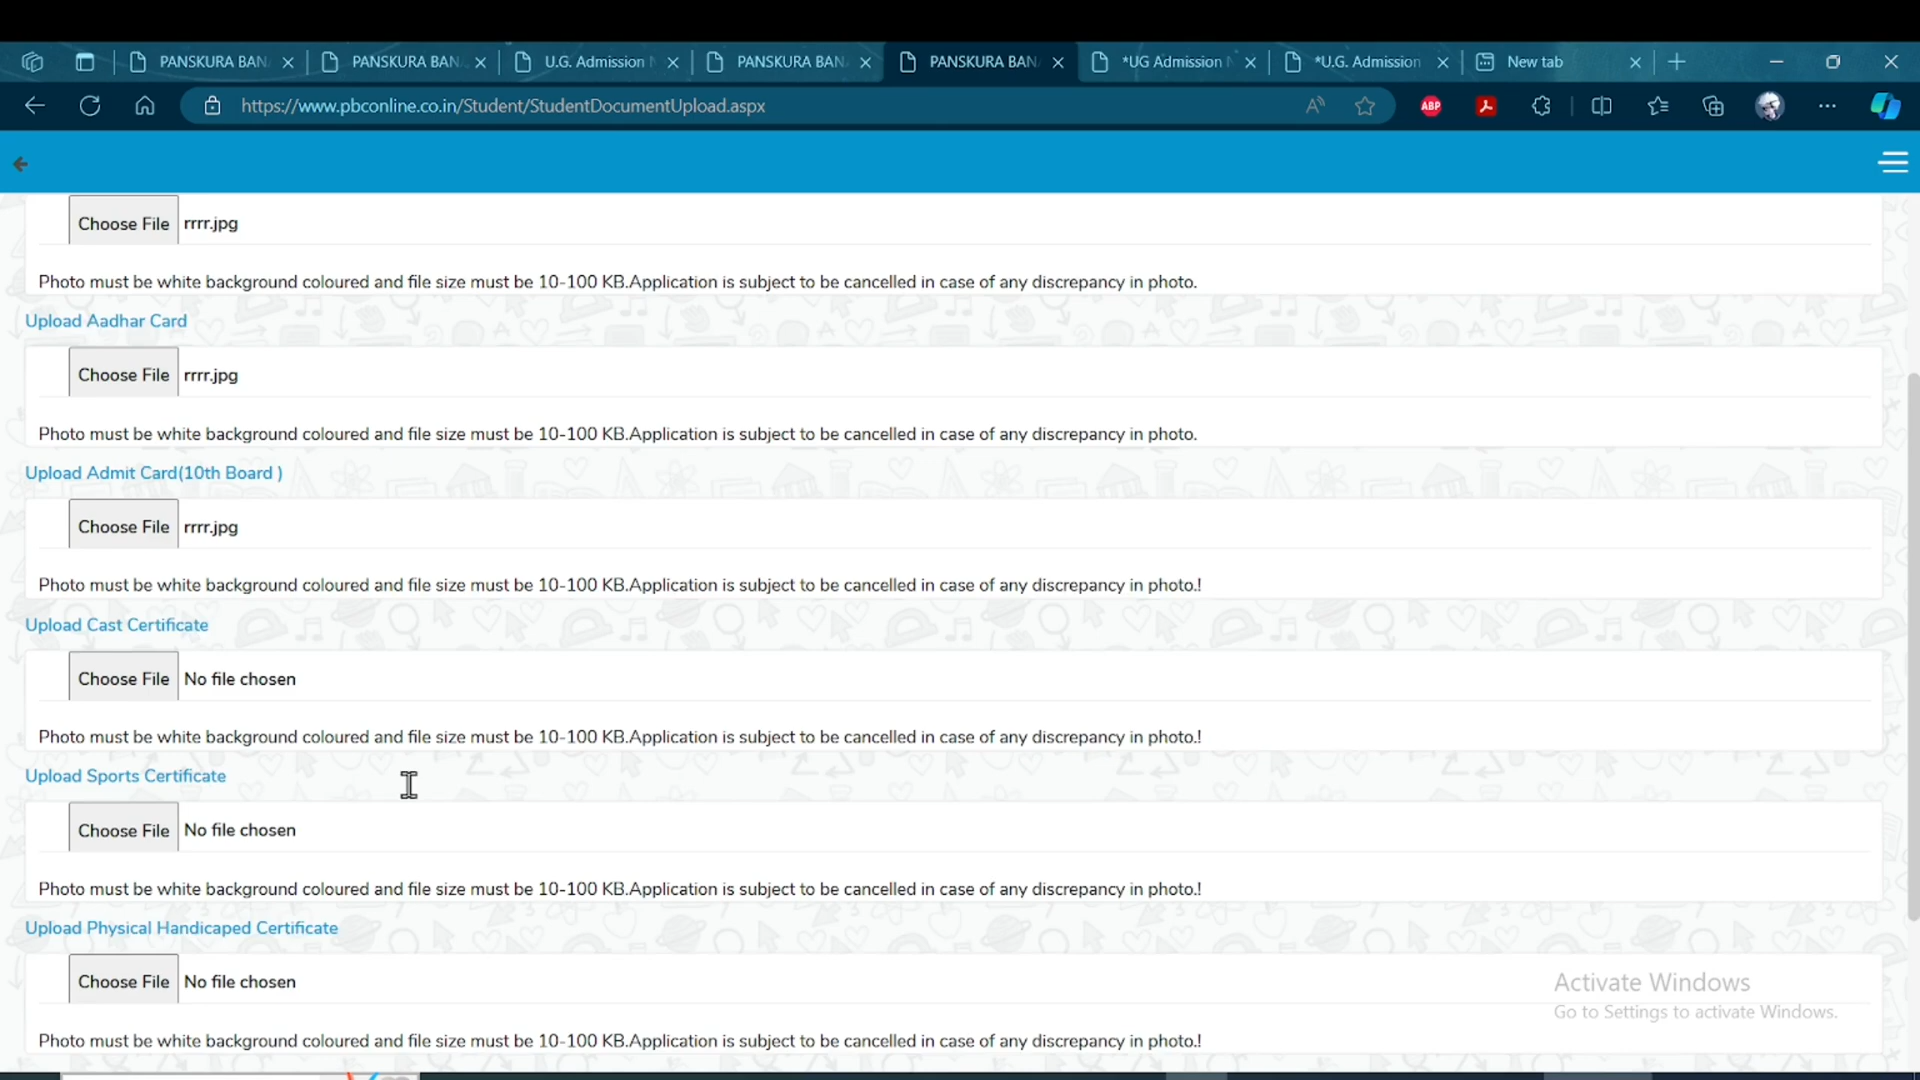 PANSKURA BAN
PANSKURA BAN
U.G. Admission
PANSKURA BAN
PANSKURA BAN
*UG Admission
*U.G. Admission
New tab
https://www.pbconline.co.in/Student/StudentDocumentUpload.aspx
ABP
Choose File rrrr.jpg
Photo must be white background coloured and file size must be 10-100 KB.Application is subject to be cancelled in case of any discrepancy in photo.
Upload Aadhar Card
Choose File rrrr.jpg
Photo must be white background coloured and file size must be 10-100 KB.Application is subject to be cancelled in case of any discrepancy in photo.
Upload Admit Card(10th Board )
Choose File rrrr.jpg
Photo must be white background coloured and file size must be 10-100 KB.Application is subject to be cancelled in case of any discrepancy in photo.!
Upload Cast Certificate
Choose File No file chosen
Photo must be white background coloured and file size must be 10-100 KB.Application is subject to be cancelled in case of any discrepancy in photo.!
Upload Sports Certificate
Choose File No file chosen
Photo must be white background coloured and file size must be 10-100 KB.Application is subject to be cancelled in case of any discrepancy in photo.!
Upload Physical Handicaped Certificate
Choose File No file chosen
Photo must be white background coloured and file size must be 10-100 KB.Application is subject to be cancelled in case of any discrepancy in photo.!
Activate Windows
Go to Settings to activate Windows.